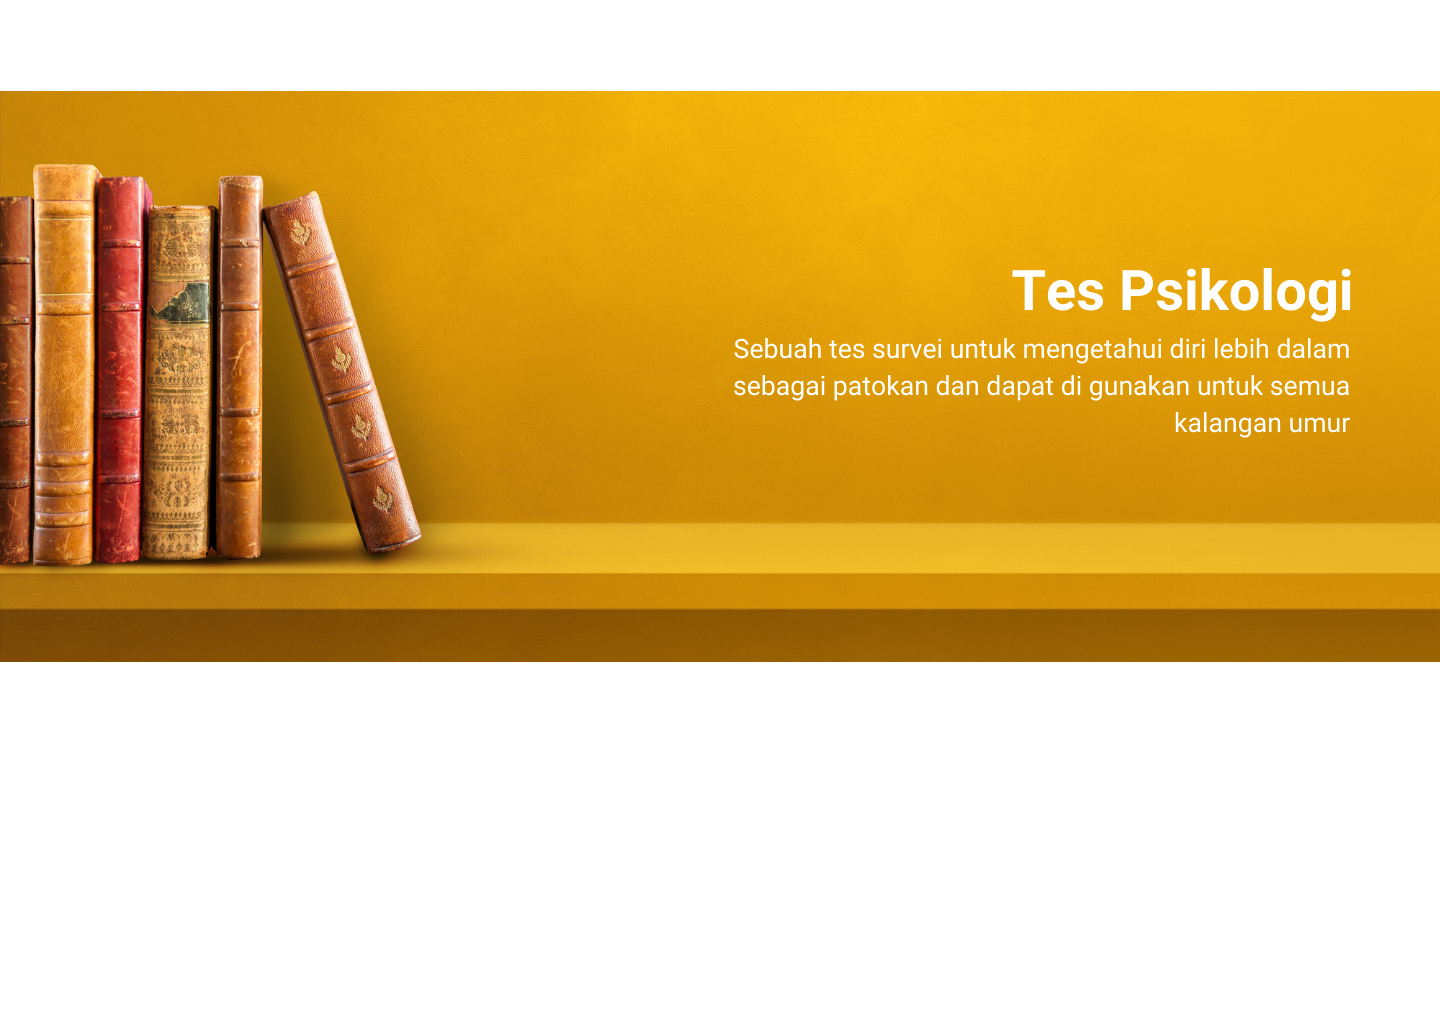 Tes Psikologi
Sebuah tes survei untuk mengetahui diri lebih dalam
sebagai patokan dan dapat di gunakan untuk semua
kalangan umur